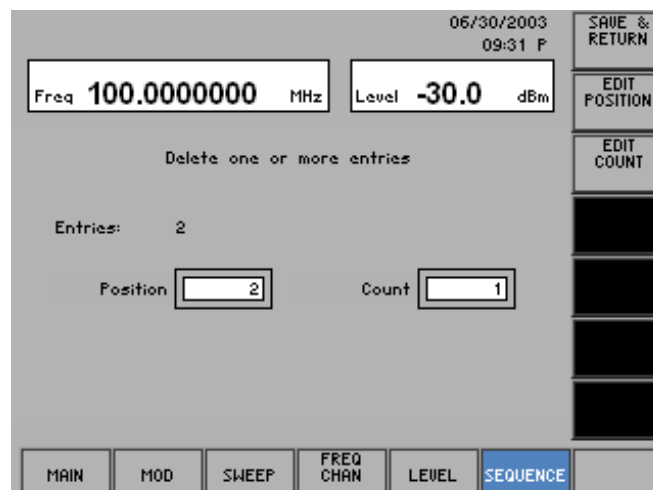 06/30/2003
09:31 P
Freq 100.0000000 MHz
Level -30.0 dBm
Delete one or more entries
Entries: 2
Position 2
Count 1
SAVE &
RETURN
EDIT
POSITION
EDIT
COUNT
MAIN
MOD
SWEEP
FREQ
CHAN
LEVEL
SEQUENCE